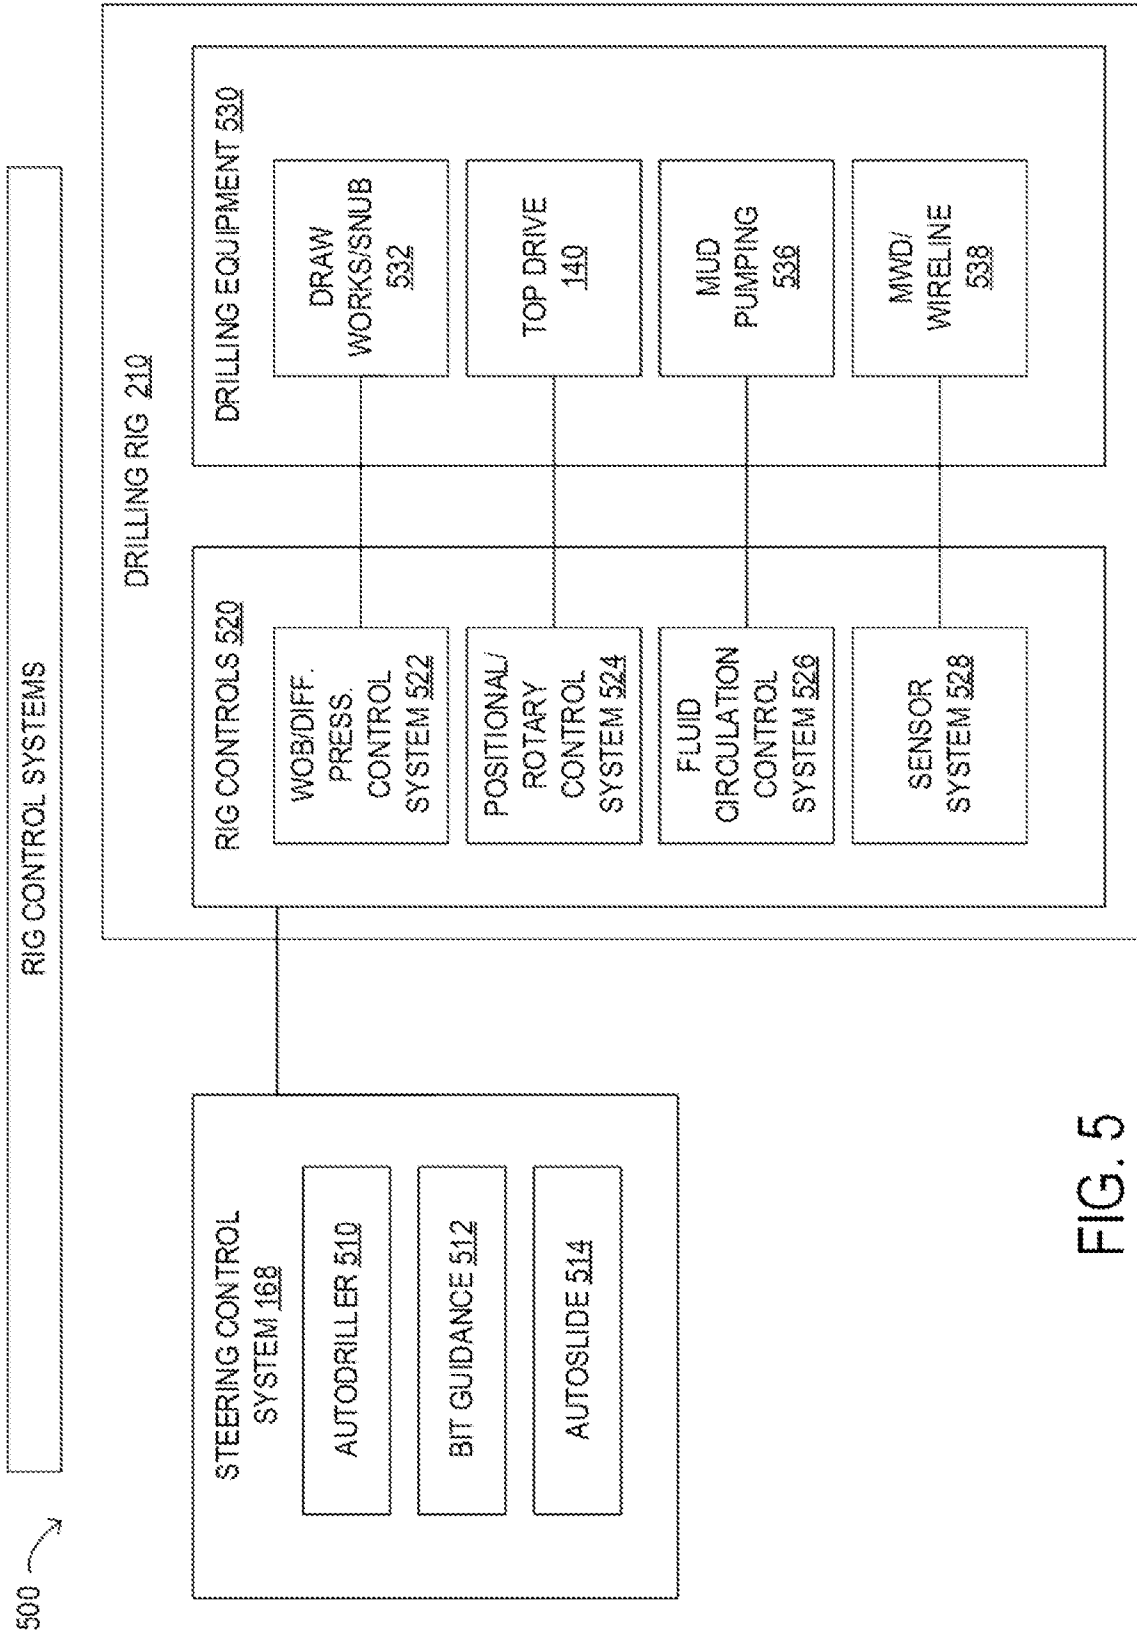 500
RIG CONTROL SYSTEMS
STEERING CONTROL
SYSTEM 168
AUTODRILLER 510
BIT GUIDANCE 512
AUTOSLIDE 514
DRILLING RIG 210
RIG CONTROLS 520
WOB/DIFF.
PRESS.
CONTROL
SYSTEM 522
POSITIONAL/
ROTARY
CONTROL
SYSTEM 524
FLUID
CIRCULATION
CONTROL
SYSTEM 526
SENSOR
SYSTEM 528
DRILLING EQUIPMENT 530
DRAW
WORKS/SNUB
532
TOP DRIVE
140
MUD
PUMPING
536
MWD/
WIRELINE
538
FIG. 5